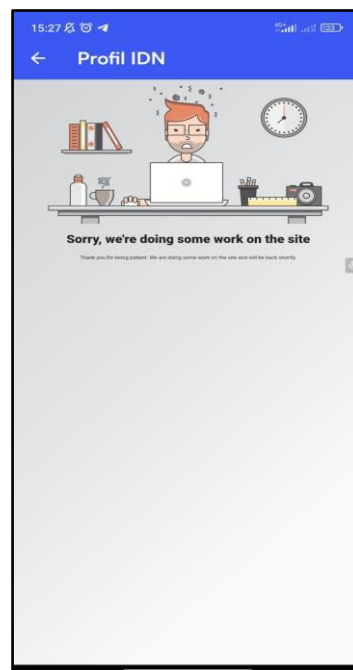 15:27
Profil IDN
Sorry, we're doing some work on the site
Thank you for being patient. We are doing some work on the site and will be back shortly.